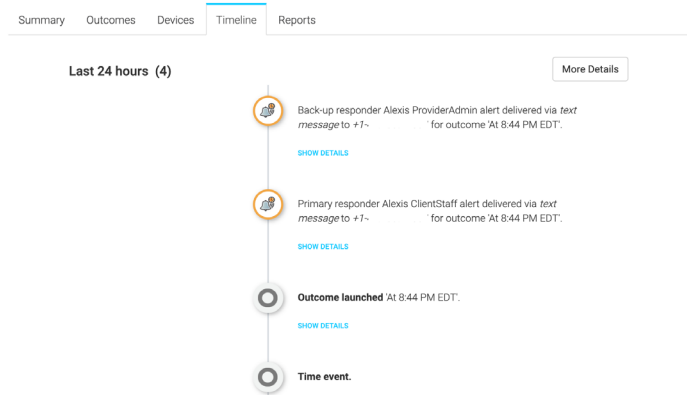 Summary Outcomes Devices Timeline Reports
Last 24 hours (4)
More Details
Back-up responder Alexis ProviderAdmin alert delivered via text
message to +1~ for outcome 'At 8:44 PM EDT'.
SHOW DETAILS
Primary responder Alexis ClientStaff alert delivered via text
message to +1~ for outcome 'At 8:44 PM EDT'.
SHOW DETAILS
Outcome launched 'At 8:44 PM EDT'.
SHOW DETAILS
Time event.